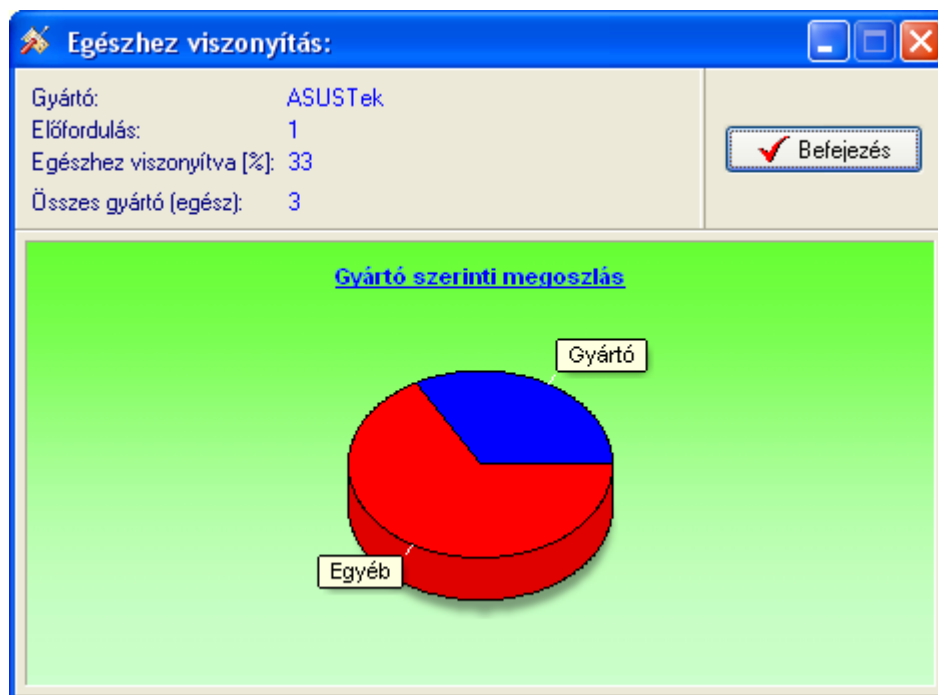 Egészhez viszonyítás:
Gyártó: ASUSTek
Előfordulás: 1
Egészhez viszonyítva [%]: 33
Összes gyártó (egész): 3
Befejezés
Gyártó szerinti megoszlás
Gyártó
Egyéb